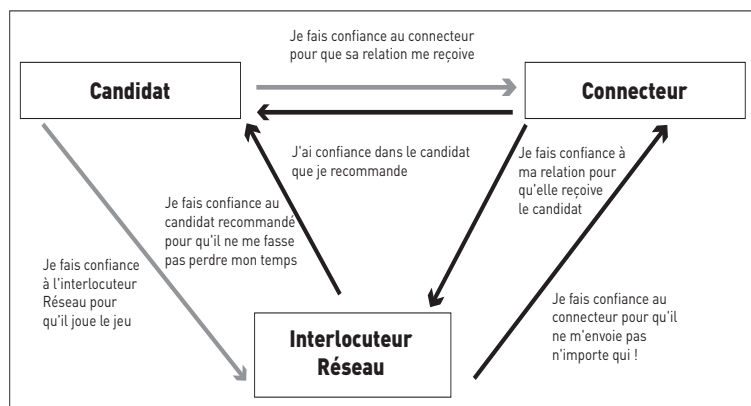 Je fais confiance au connecteur
pour que sa relation me reçoive
Candidat
Connecteur
J'ai confiance dans le candidat
que je recommande
Je fais confiance à
ma relation pour
qu'elle reçoive
le candidat
Je fais confiance au
candidat recommandé
pour qu'il ne me fasse
pas perdre mon temps
Je fais confiance
à l'interlocuteur
Réseau pour
qu'il joue le jeu
Je fais confiance au
connecteur pour qu'il
ne m'envoie pas
n'importe qui !
Interlocuteur
Réseau